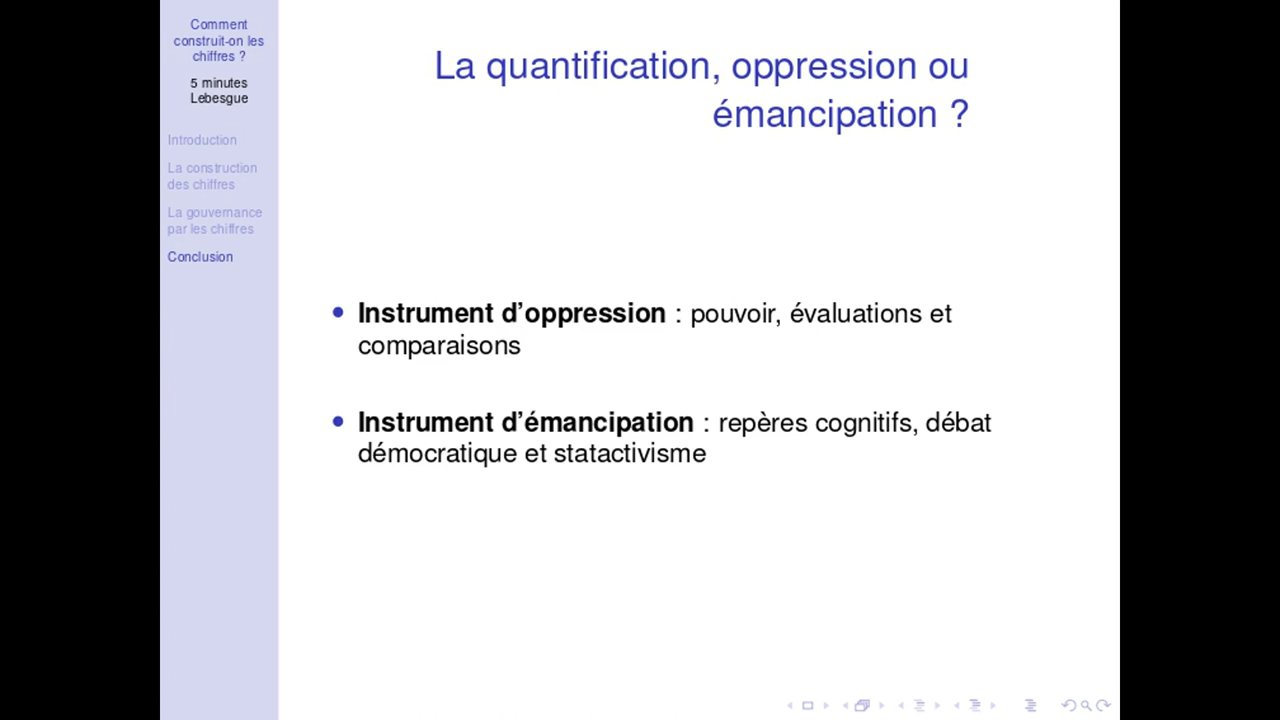 Comment
construit-on les
chiffres ?
5 minutes
Lebesgue
Introduction
La construction
des chiffres
La gouvernance
par les chiffres
Conclusion
La quantification, oppression ou
émancipation ?
• Instrument d’oppression : pouvoir, évaluations et
comparaisons
• Instrument d’émancipation : repères cognitifs, débat
démocratique et statactivisme